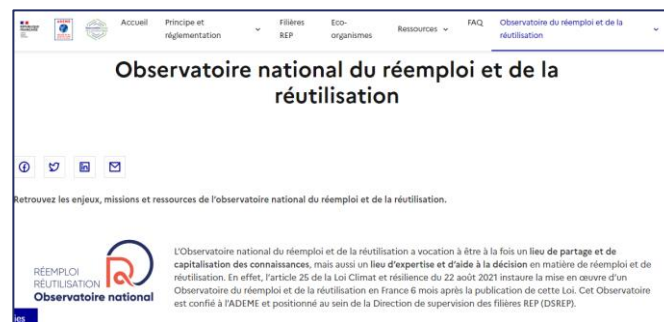 Accueil
Principe et réglementation
Filières REP
Eco-organismes
Ressources
FAQ
Observatoire du réemploi et de la réutilisation
Observatoire national du réemploi et de la
réutilisation
Retrouvez les enjeux, missions et ressources de l'observatoire national du réemploi et de la réutilisation.
RÉEMPLOI
RÉUTILISATION
Observatoire national
L'Observatoire national du réemploi et de la réutilisation a vocation à être à la fois un lieu de partage et de
capitalisation des connaissances, mais aussi un lieu d'expertise et d'aide à la décision en matière de réemploi et de
réutilisation. En effet, l'article 25 de la Loi Climat et résilience du 22 août 2021 instaure la mise en œuvre d'un
Observatoire du réemploi et de la réutilisation en France 6 mois après la publication de cette Loi. Cet Observatoire
est confié à l'ADEME et positionné au sein de la Direction de supervision des filières REP (DSREP).
ies